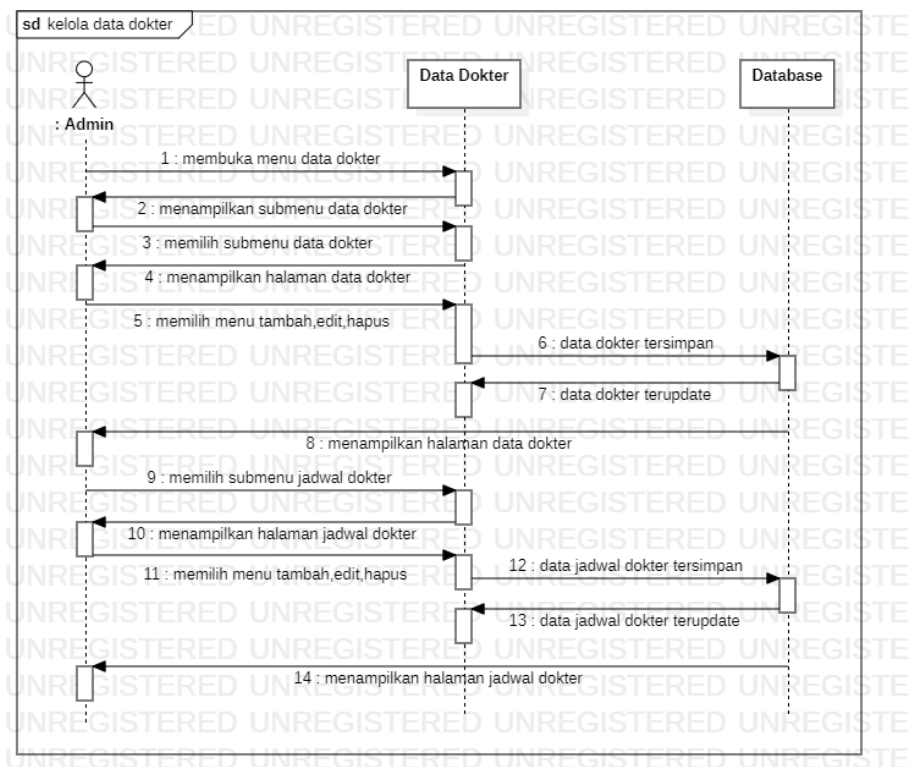 sd kelola data dokter
Data Dokter
Database
: Admin
1 : membuka menu data dokter
2 : menampilkan submenu data dokter
3 : memilih submenu data dokter
4 : menampilkan halaman data dokter
5 : memilih menu tambah,edit,hapus
6 : data dokter tersimpan
7 : data dokter terupdate
8 : menampilkan halaman data dokter
9 : memilih submenu jadwal dokter
10 : menampilkan halaman jadwal dokter
11 : memilih menu tambah,edit,hapus
12 : data jadwal dokter tersimpan
13 : data jadwal dokter terupdate
14 : menampilkan halaman jadwal dokter
UNREGISTERED UNREGISTERED UNREGISTERED UNREGISTE